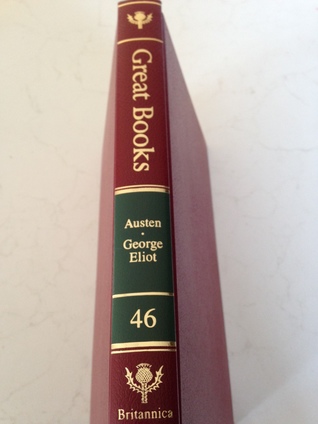 Great Books
Austen
·
George
Eliot
46
Britannica